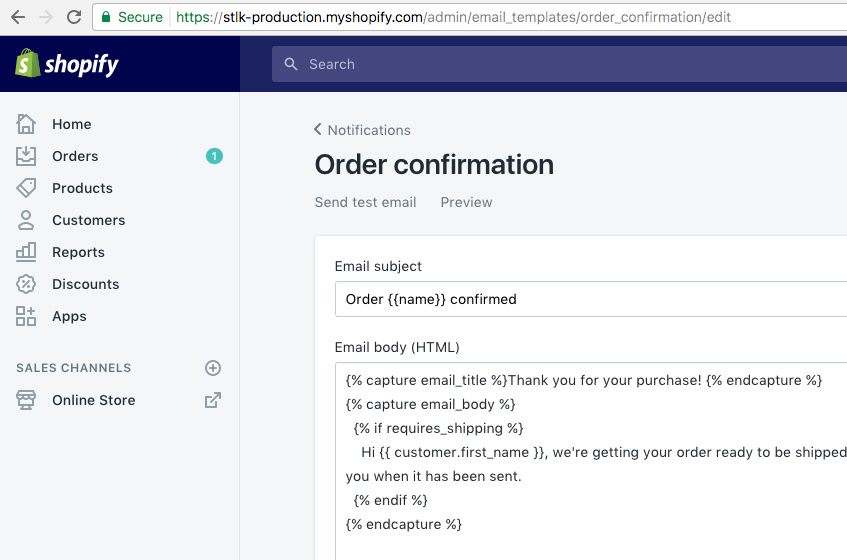 Secure https://stlk-production.myshopify.com/admin/email_templates/order_confirmation/edit
shopify
Search
Home
Orders 1
Products
Customers
Reports
Discounts
Apps
SALES CHANNELS
Online Store
Notifications
Order confirmation
Send test email Preview
Email subject
Order {{name}} confirmed
Email body (HTML)
{% capture email_title %}Thank you for your purchase! {% endcapture %}
{% capture email_body %}
{% if requires_shipping %}
Hi {{ customer.first_name }}, we're getting your order ready to be shipped
you when it has been sent.
{% endif %}
{% endcapture %}